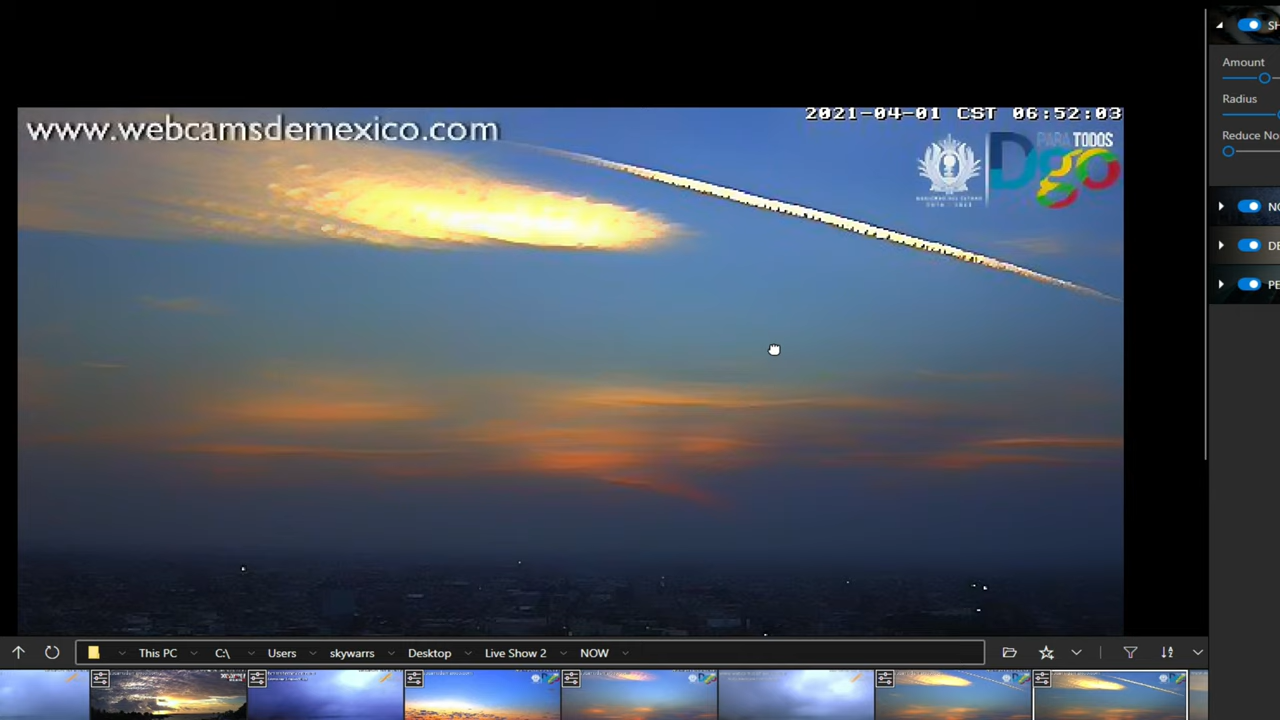 www.webcamsdemexico.com
2021-04-01 CST 06:52:03
PARA TODOS
Dgo
Amount
Radius
Reduce No
This PC
C:\
Users
skywarrs
Desktop
Live Show 2
NOW